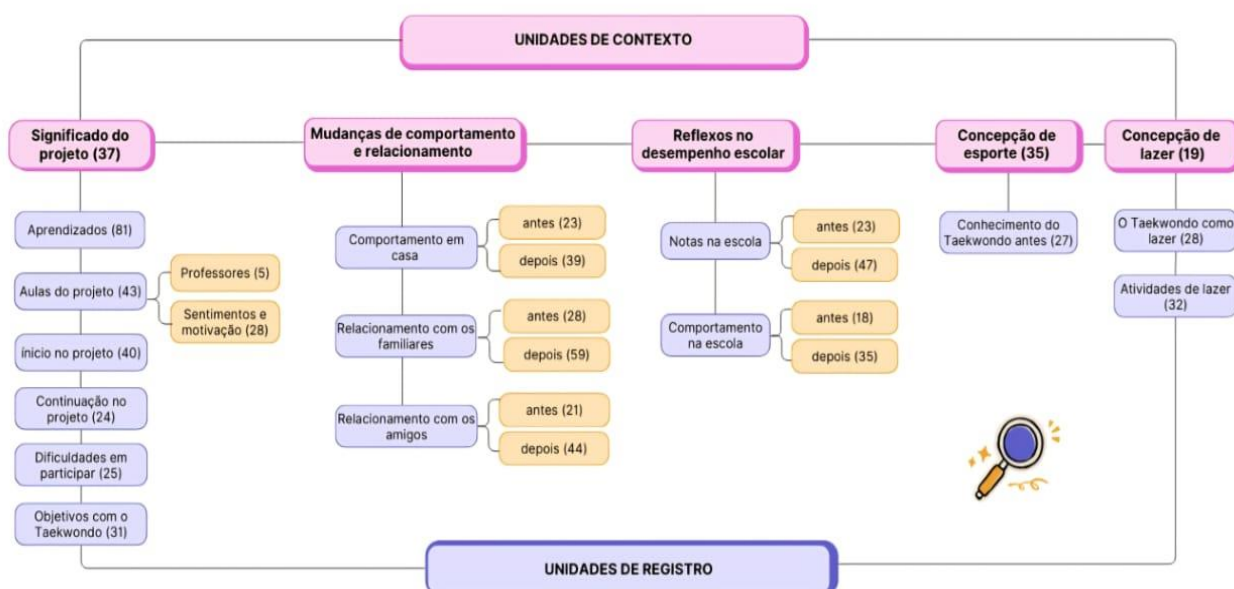 UNIDADES DE CONTEXTO
Significado do
projeto (37)
Aprendizados (81)
Aulas do projeto (43)
Professores (5)
Sentimentos e
motivação (28)
ínicio no projeto (40)
Continuação no
projeto (24)
Dificuldades em
participar (25)
Objetivos com o
Taekwondo (31)
Mudanças de comportamento
e relacionamento
Comportamento em
casa
antes (23)
depois (39)
Relacionamento com os
familiares
antes (28)
depois (59)
Relacionamento com os
amigos
antes (21)
depois (44)
Reflexos no
desempenho escolar
Notas na escola
antes (23)
depois (47)
Comportamento
na escola
antes (18)
depois (35)
Concepção de
esporte (35)
Conhecimento do
Taekwondo antes (27)
Concepção de
lazer (19)
O Taekwondo como
lazer (28)
Atividades de lazer
(32)
UNIDADES DE REGISTRO